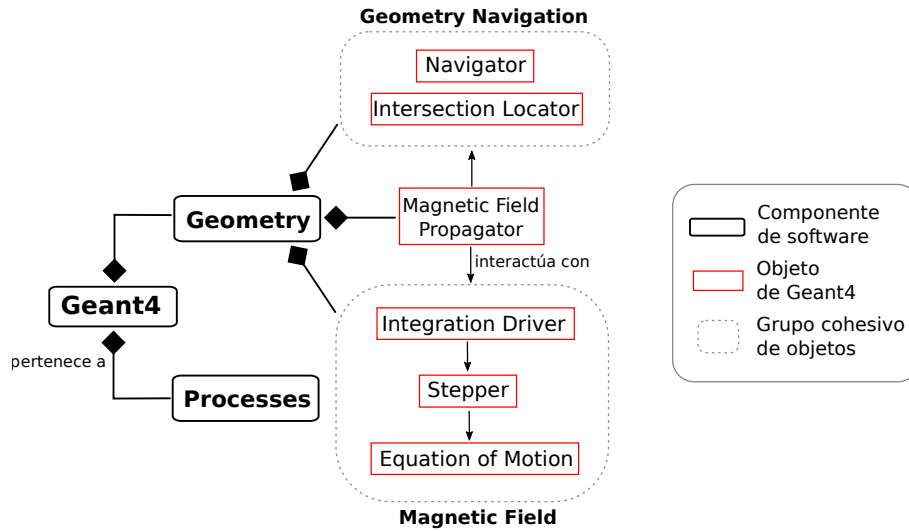 Geometry Navigation
Navigator
Intersection Locator
Geometry
Magnetic Field
Propagator
interactúa con
Geant4
pertenece a
Processes
Integration Driver
Stepper
Equation of Motion
Magnetic Field
Componente
de software
Objeto
de Geant4
Grupo cohesivo
de objetos